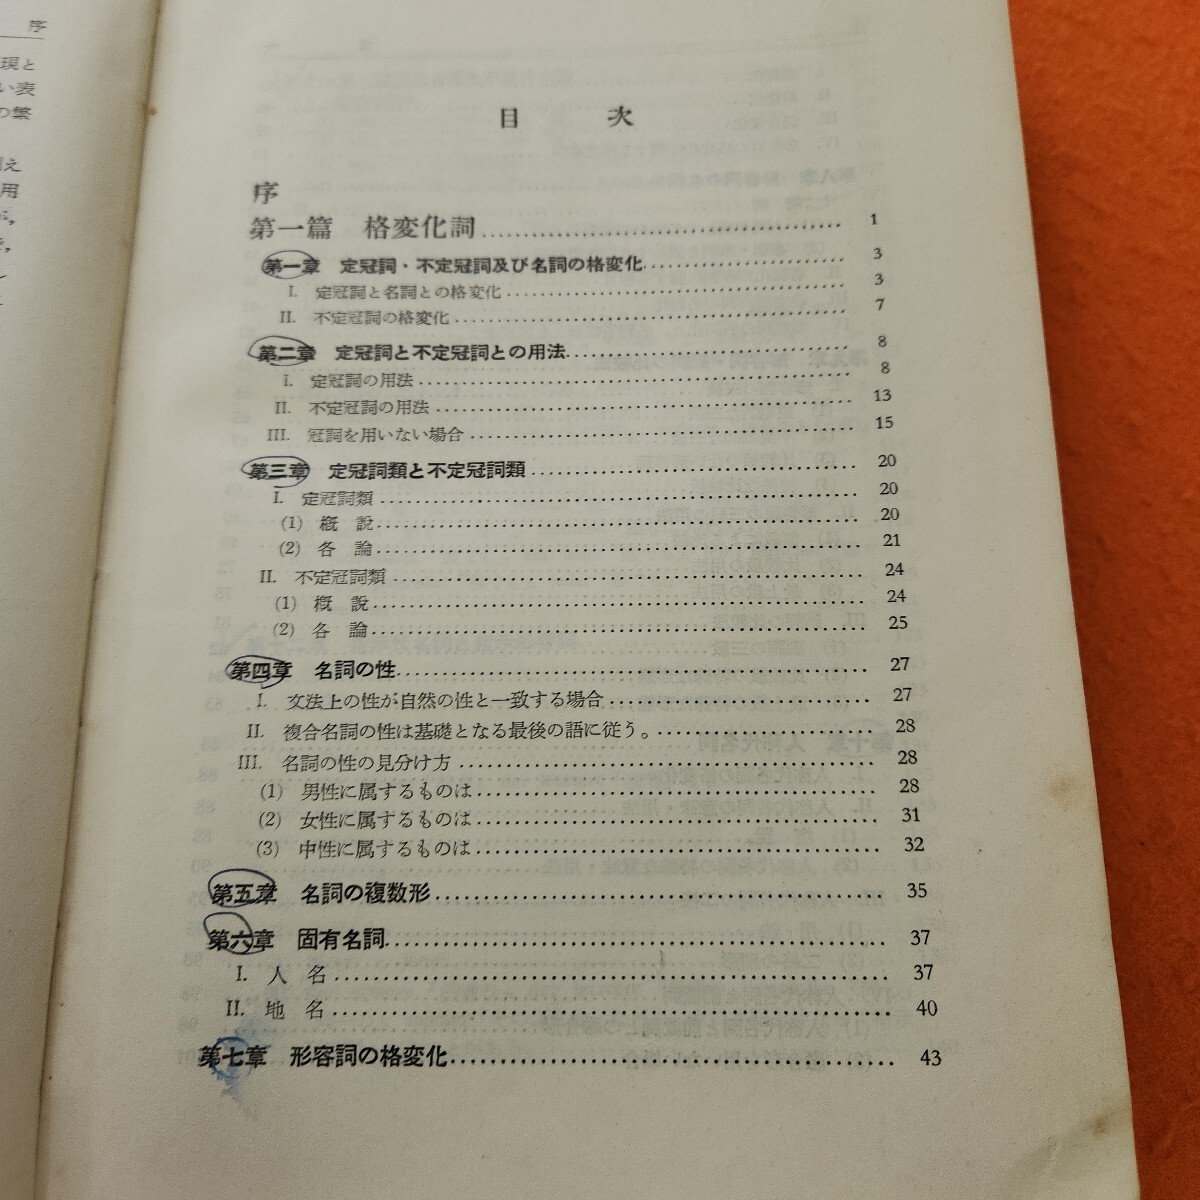 序
現と
い表
の繁
用
目 次
序
第一篇 格変化詞 1
第一章 定冠詞・不定冠詞及び名詞の格変化 3
I. 定冠詞と名詞との格変化 3
II. 不定冠詞の格変化 7
第二章 定冠詞と不定冠詞との用法 8
I. 定冠詞の用法 8
II. 不定冠詞の用法 13
III. 冠詞を用いない場合 15
第三章 定冠詞類と不定冠詞類 20
I. 定冠詞類 20
(1) 概 説 20
(2) 各 論 21
II. 不定冠詞類 24
(1) 概 説 24
(2) 各 論 25
第四章 名詞の性 27
I. 文法上の性が自然の性と一致する場合 27
II. 複合名詞の性は基礎となる最後の語に従う。 28
III. 名詞の性の見分け方 28
(1) 男性に属するものは 28
(2) 女性に属するものは 31
(3) 中性に属するものは 32
第五章 名詞の複数形 35
第六章 固有名詞 37
I. 人 名 37
II. 地 名 40
第七章 形容詞の格変化 43